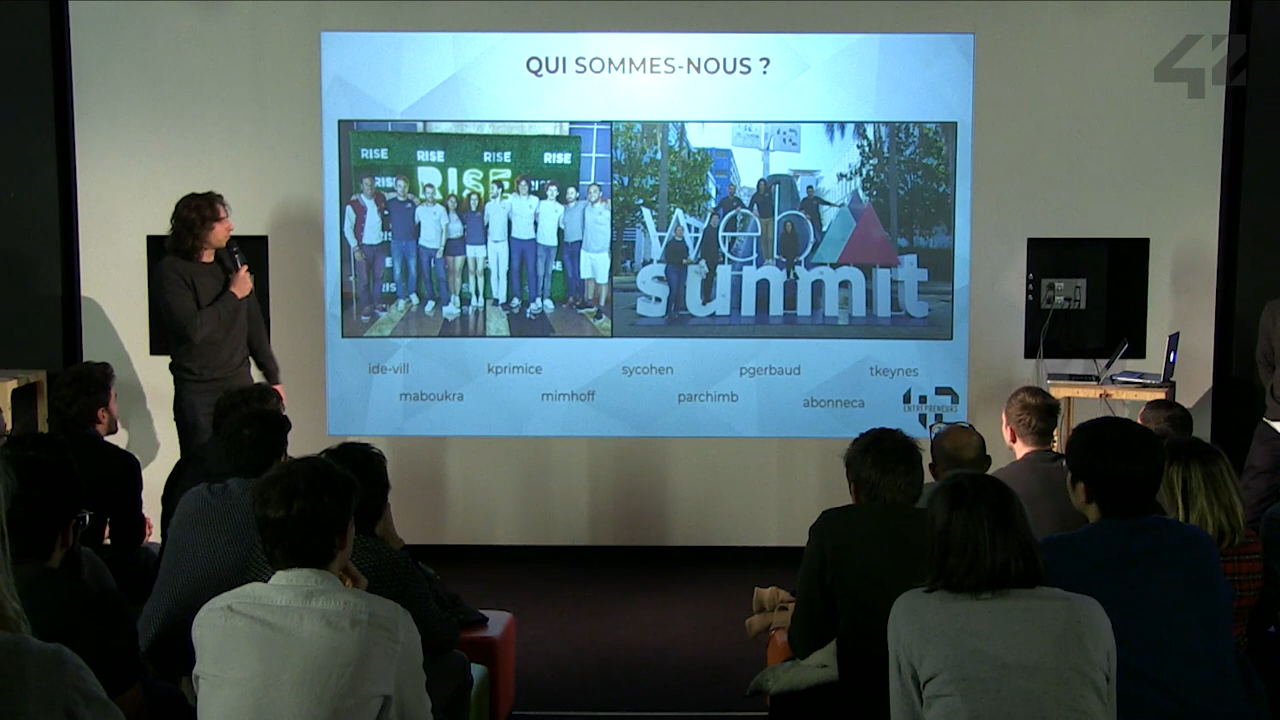 42
QUI SOMMES-NOUS ?
RISE RISE RISE RISE
RISE
web
summit
ide-vill kprimice sycohen pgerbaud tkeynes
maboukra mimhoff parchimb abonneca
42
ENTREPRENEURS